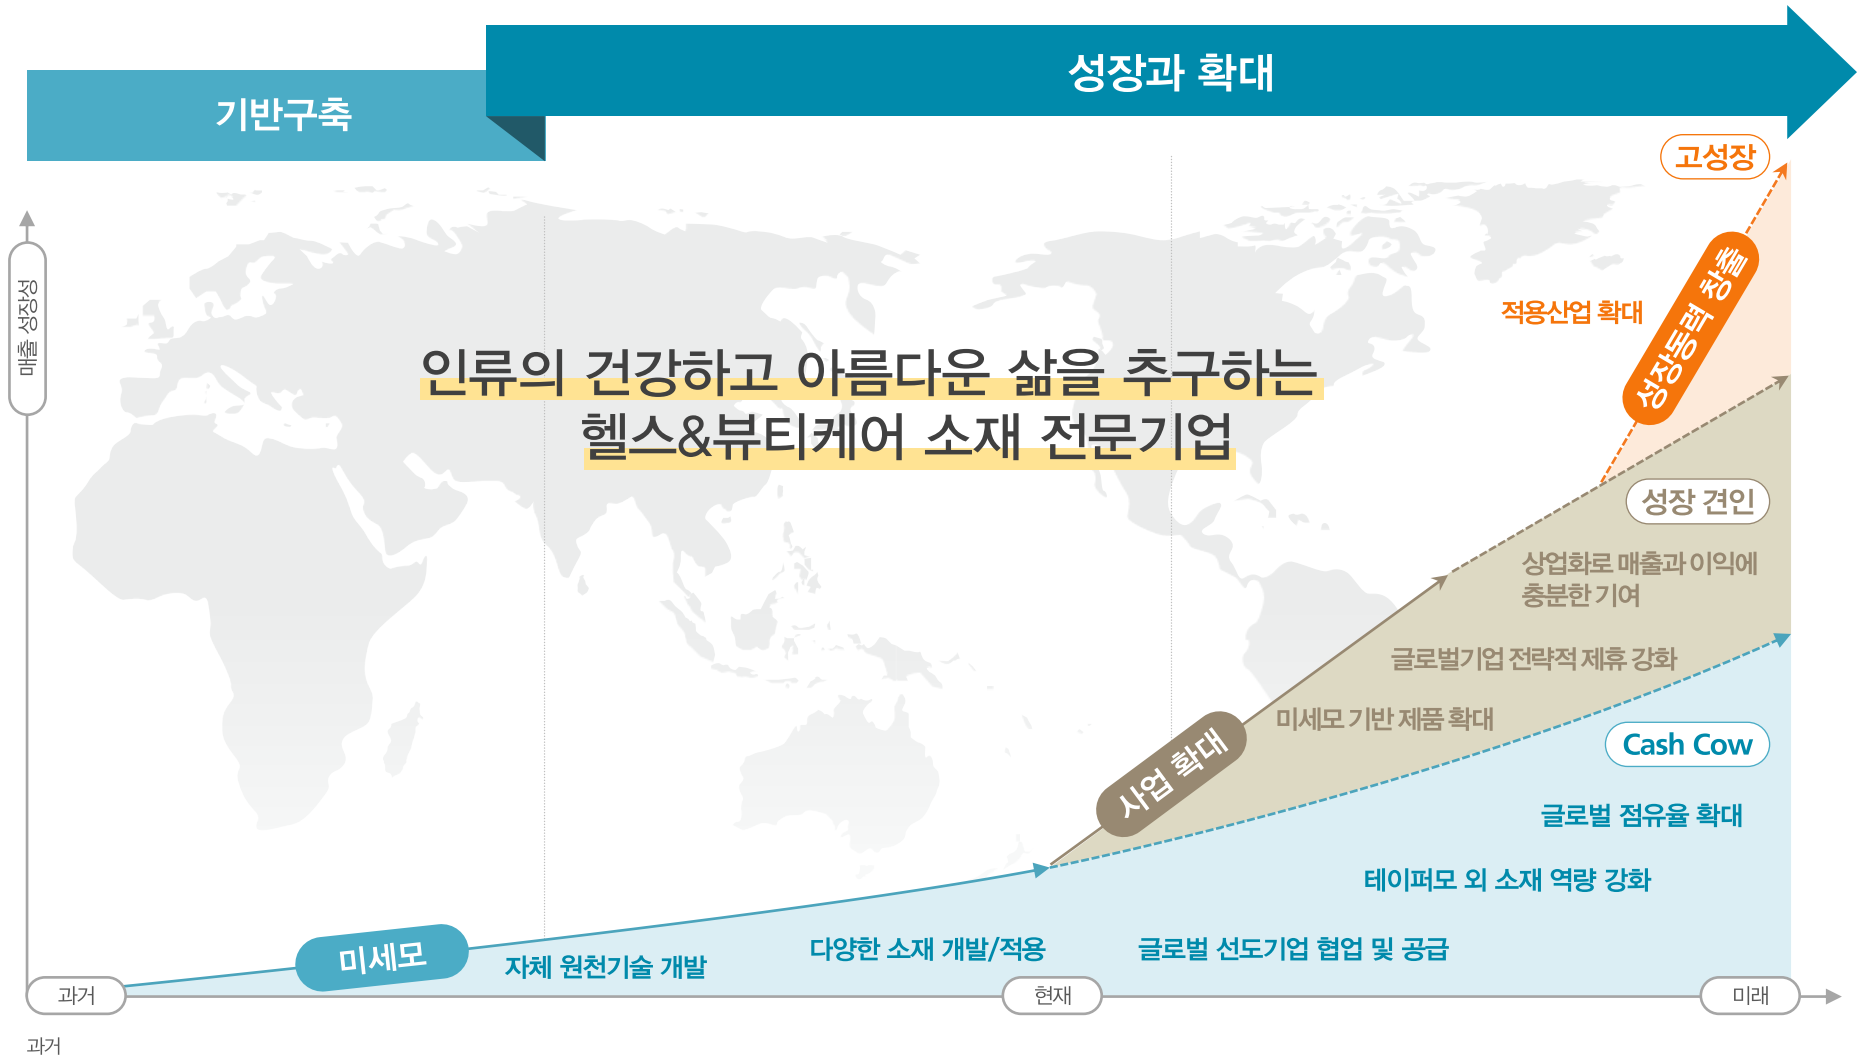 성장과 확대
기반구축
고성장
매출 성장성
성장동력 창출
적용산업 확대
인류의 건강하고 아름다운 삶을 추구하는
헬스&뷰티케어 소재 전문기업
성장 견인
상업화로 매출과 이익에
충분한 기여
글로벌기업 전략적 제휴 강화
미세모 기반 제품 확대
사업 확대
Cash Cow
글로벌 점유율 확대
테이퍼모 외 소재 역량 강화
미세모
자체 원천기술 개발
다양한 소재 개발/적용
글로벌 선도기업 협업 및 공급
과거
현재
미래
과거